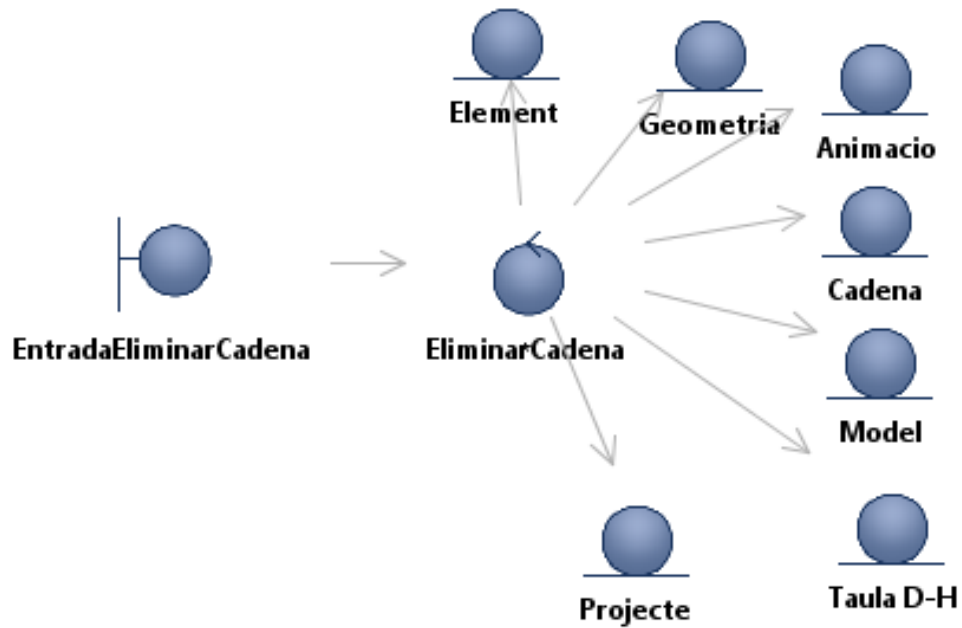 Element
Geometria
Animacio
Cadena
EntradaEliminarCadena
EliminarCadena
Model
Projecte
Taula D-H